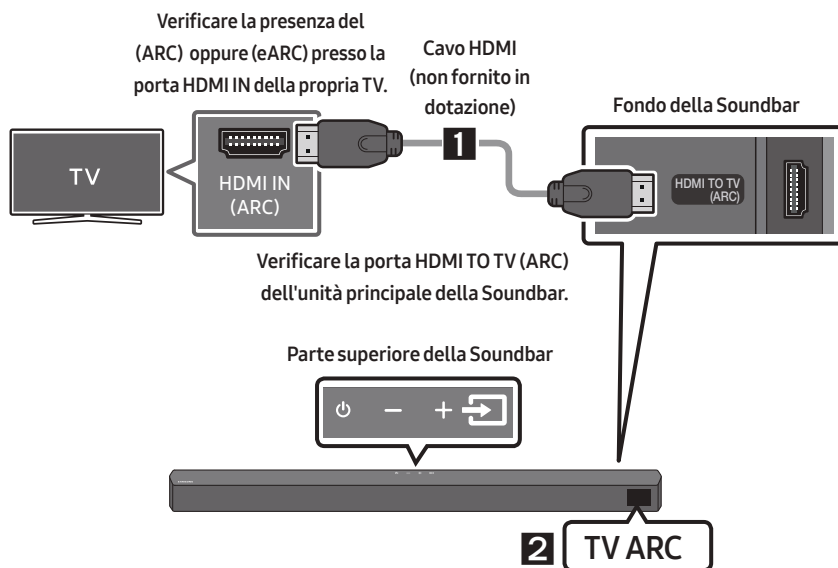 Verificare la presenza del
(ARC) oppure (eARC) presso la
porta HDMI IN della propria TV.
Cavo HDMI
(non fornito in
dotazione)
Fondo della Soundbar
TV
HDMI IN
(ARC)
1
HDMI TO TV
(ARC)
Verificare la porta HDMI TO TV (ARC)
dell'unità principale della Soundbar.
Parte superiore della Soundbar
2
TV ARC